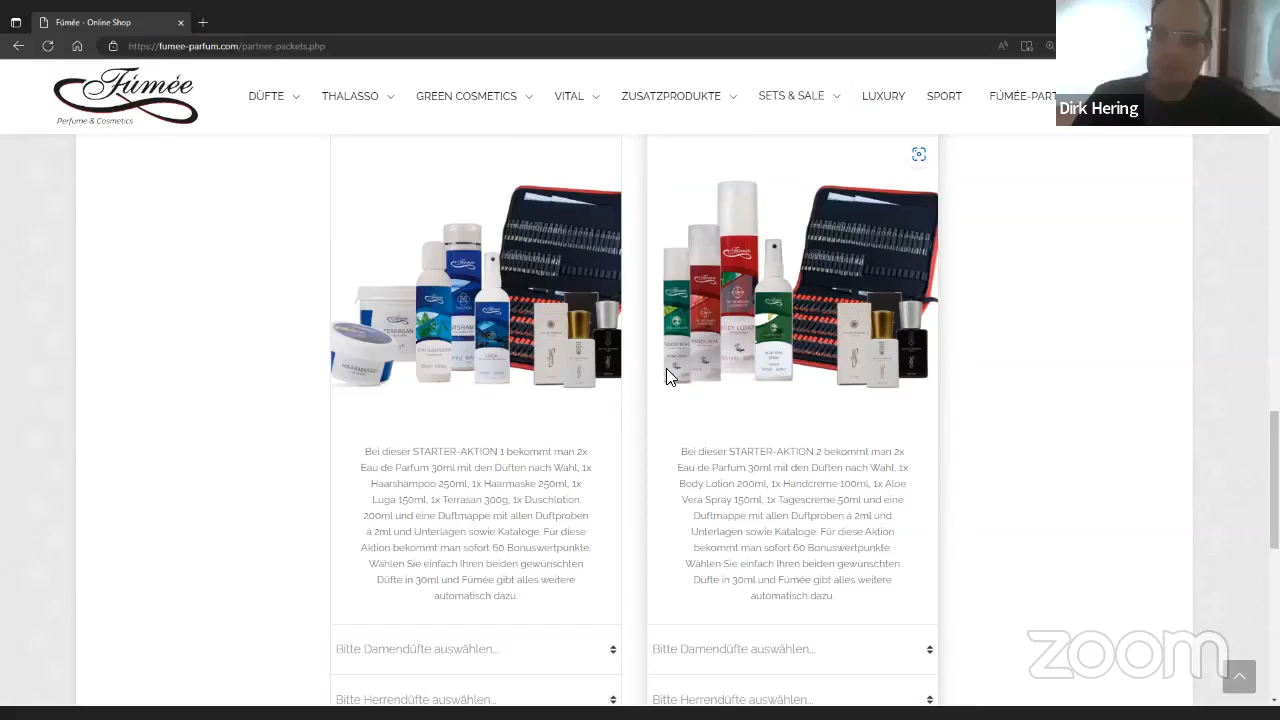 Fúmée - Online Shop
https://fumee-parfum.com/partner-packets.php
Fúmée
Perfume & Cosmetics
DÜFTE
THALASSO
GREEN COSMETICS
VITAL
ZUSATZPRODUKTE
SETS & SALE
LUXURY
SPORT
FÚMÉE-PART
Dirk Hering
Bei dieser STARTER-AKTION 1 bekommt man 2x
Eau de Parfum 30ml mit den Düften nach Wahl, 1x
Haarshampoo 250ml, 1x Haarmaske 250ml, 1x
Luga 150ml, 1x Terrasan 300g, 1x Duschlotion
200ml und eine Duftmappe mit allen Duftproben
á 2ml und Unterlagen sowie Kataloge. Für diese
Aktion bekommt man sofort 60 Bonuswertpunkte.
Wählen Sie einfach Ihren beiden gewünschten
Düfte in 30ml und Fúmée gibt alles weitere
automatisch dazu.
Bitte Damendüfte auswählen...
Bitte Herrendüfte auswählen...
Bei dieser STARTER-AKTION 2 bekommt man 2x
Eau de Parfum 30ml mit den Düften nach Wahl, 1x
Body Lotion 200ml, 1x Handcreme 100ml, 1x Aloe
Vera Spray 150ml, 1x Tagescreme 50ml und eine
Duftmappe mit allen Duftproben á 2ml und
Unterlagen sowie Kataloge. Für diese Aktion
bekommt man sofort 60 Bonuswertpunkte.
Wählen Sie einfach Ihren beiden gewünschten
Düfte in 30ml und Fúmée gibt alles weitere
automatisch dazu.
Bitte Damendüfte auswählen...
Bitte Herrendüfte auswählen...
zoom